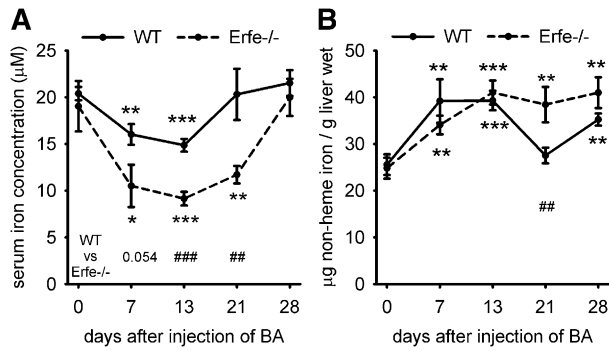 A
WT Erfe-/-
serum iron concentration (µM)
25
20
15
10
5
0
** ***
* *** **
WT
vs
Erfe-/-
0.054 ### ##
0 7 13 21 28
days after injection of BA
B
WT Erfe-/-
µg non-heme iron / g liver wet
50
40
30
20
10
0
** *** ** **
** *** **
##
0 7 13 21 28
days after injection of BA